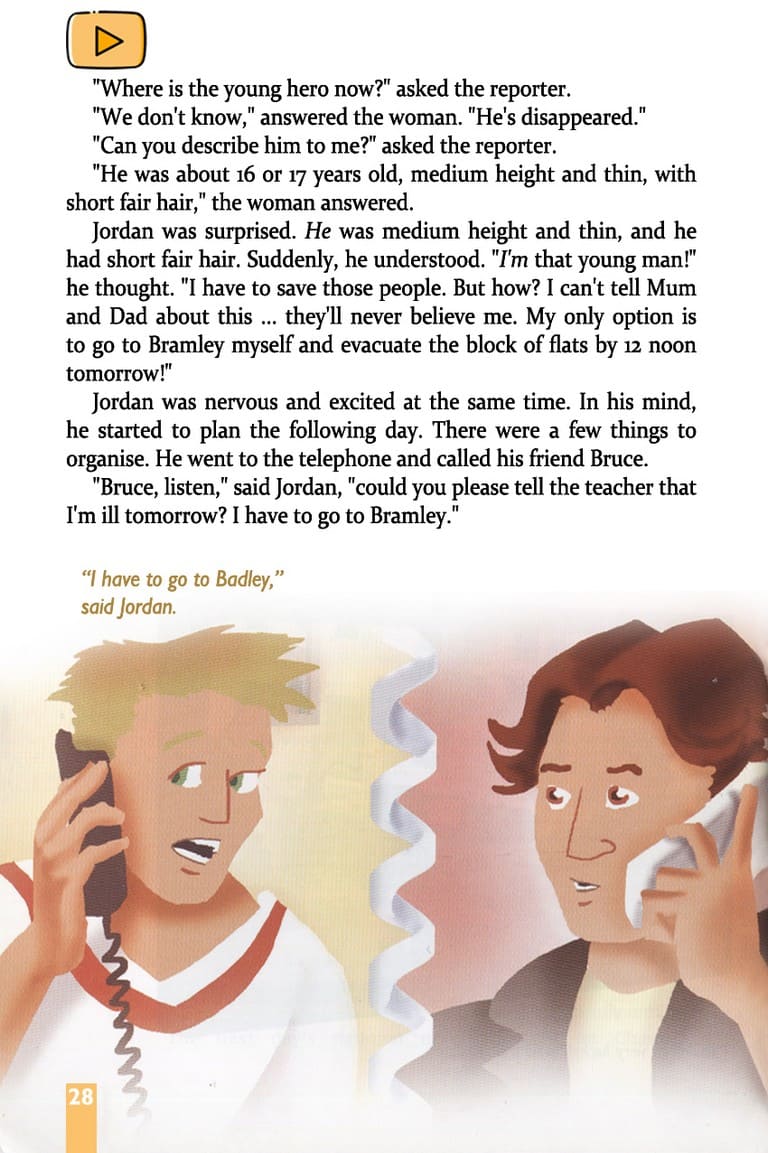 "Where is the young hero now?" asked the reporter.
"We don't know," answered the woman. "He's disappeared."
"Can you describe him to me?" asked the reporter.
"He was about 16 or 17 years old, medium height and thin, with
short fair hair," the woman answered.
Jordan was surprised. He was medium height and thin, and he
had short fair hair. Suddenly, he understood. "I'm that young man!"
he thought. "I have to save those people. But how? I can't tell Mum
and Dad about this ... they'll never believe me. My only option is
to go to Bramley myself and evacuate the block of flats by 12 noon
tomorrow!"
Jordan was nervous and excited at the same time. In his mind,
he started to plan the following day. There were a few things to
organise. He went to the telephone and called his friend Bruce.
"Bruce, listen," said Jordan, "could you please tell the teacher that
I'm ill tomorrow? I have to go to Bramley."
“I have to go to Badley,”
said Jordan.
28